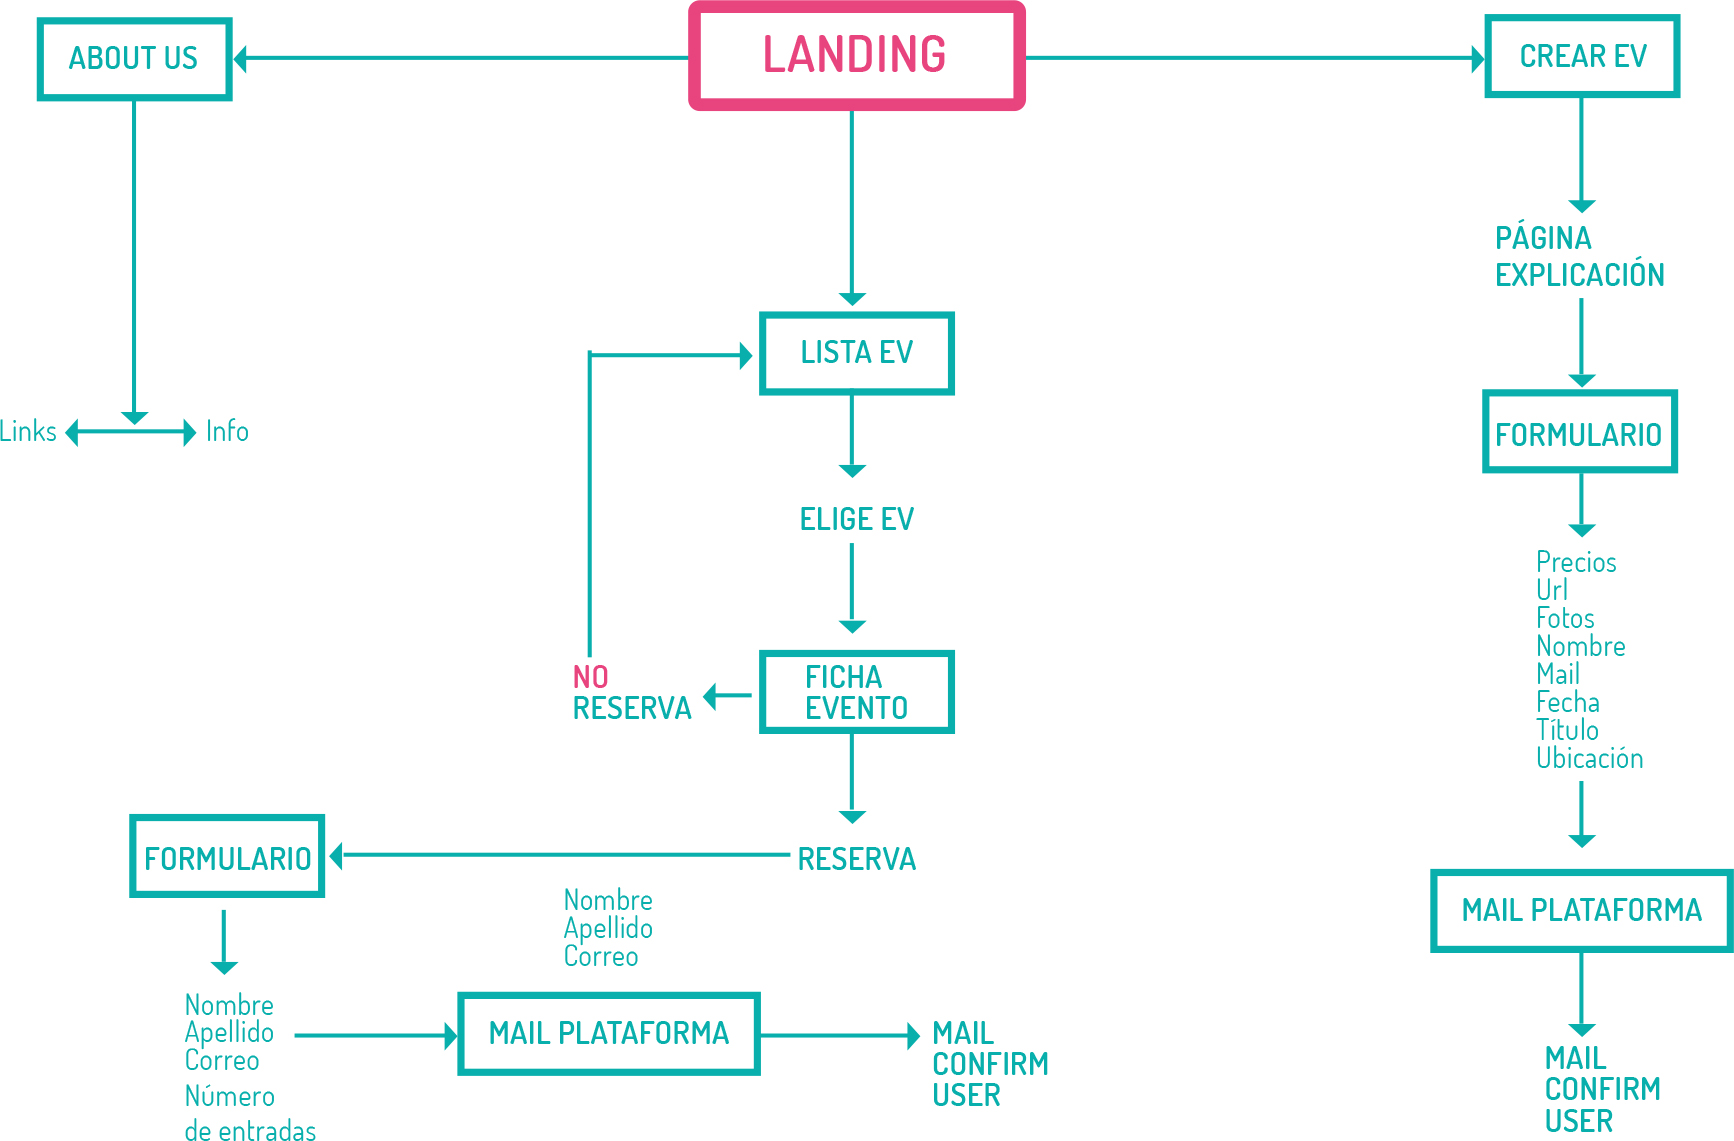 LANDING
ABOUT US
Links
Info
LISTA EV
ELIGE EV
FICHA
EVENTO
NO
RESERVA
RESERVA
FORMULARIO
Nombre
Apellido
Correo
Número
de entradas
Nombre
Apellido
Correo
MAIL PLATAFORMA
MAIL
CONFIRM
USER
CREAR EV
PÁGINA
EXPLICACIÓN
FORMULARIO
Precios
Url
Fotos
Nombre
Mail
Fecha
Título
Ubicación
MAIL PLATAFORMA
MAIL
CONFIRM
USER